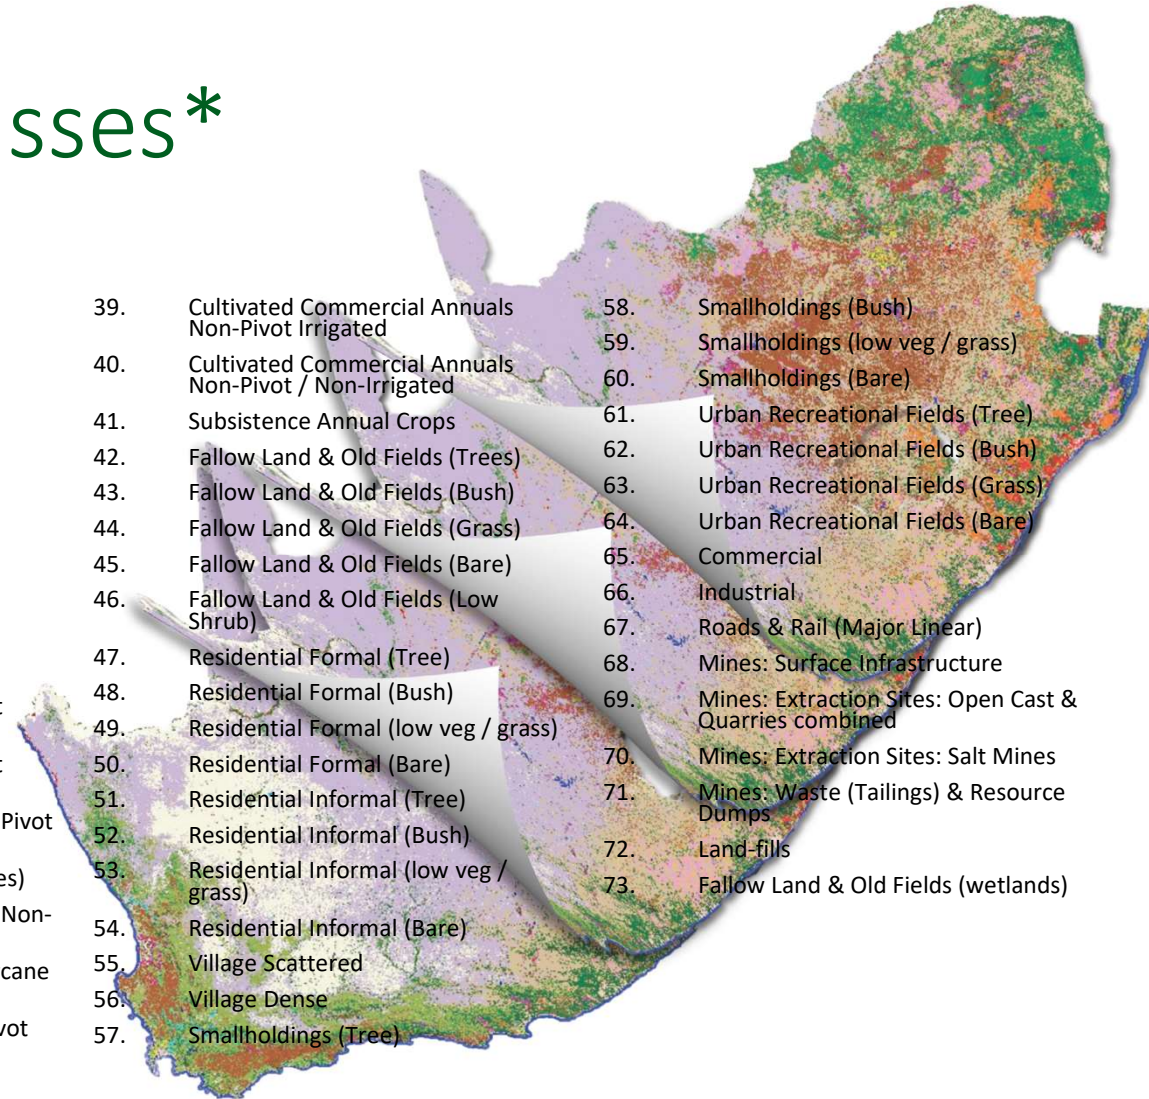 sses*
t
t
Pivot
es)
Non-
cane
vot
39. Cultivated Commercial Annuals
Non-Pivot Irrigated
40. Cultivated Commercial Annuals
Non-Pivot / Non-Irrigated
41. Subsistence Annual Crops
42. Fallow Land & Old Fields (Trees)
43. Fallow Land & Old Fields (Bush)
44. Fallow Land & Old Fields (Grass)
45. Fallow Land & Old Fields (Bare)
46. Fallow Land & Old Fields (Low
Shrub)
47. Residential Formal (Tree)
48. Residential Formal (Bush)
49. Residential Formal (low veg / grass)
50. Residential Formal (Bare)
51. Residential Informal (Tree)
52. Residential Informal (Bush)
53. Residential Informal (low veg /
grass)
54. Residential Informal (Bare)
55. Village Scattered
56. Village Dense
57. Smallholdings (Tree)
58. Smallholdings (Bush)
59. Smallholdings (low veg / grass)
60. Smallholdings (Bare)
61. Urban Recreational Fields (Tree)
62. Urban Recreational Fields (Bush)
63. Urban Recreational Fields (Grass)
64. Urban Recreational Fields (Bare)
65. Commercial
66. Industrial
67. Roads & Rail (Major Linear)
68. Mines: Surface Infrastructure
69. Mines: Extraction Sites: Open Cast &
Quarries combined
70. Mines: Extraction Sites: Salt Mines
71. Mines: Waste (Tailings) & Resource
Dumps
72. Land-fills
73. Fallow Land & Old Fields (wetlands)